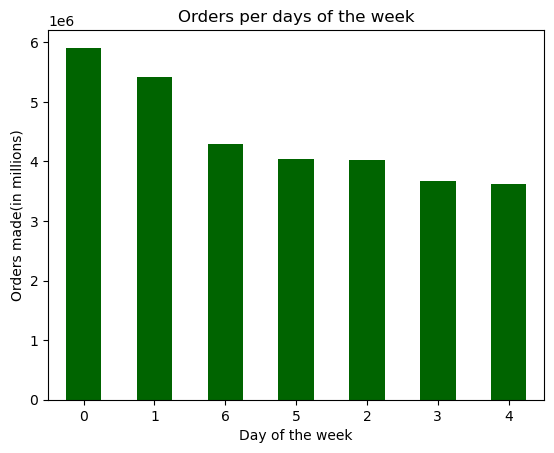 Orders per days of the week
1e6
6
5
4
3
2
1
0
Orders made(in millions)
0 1 6 5 2 3 4
Day of the week